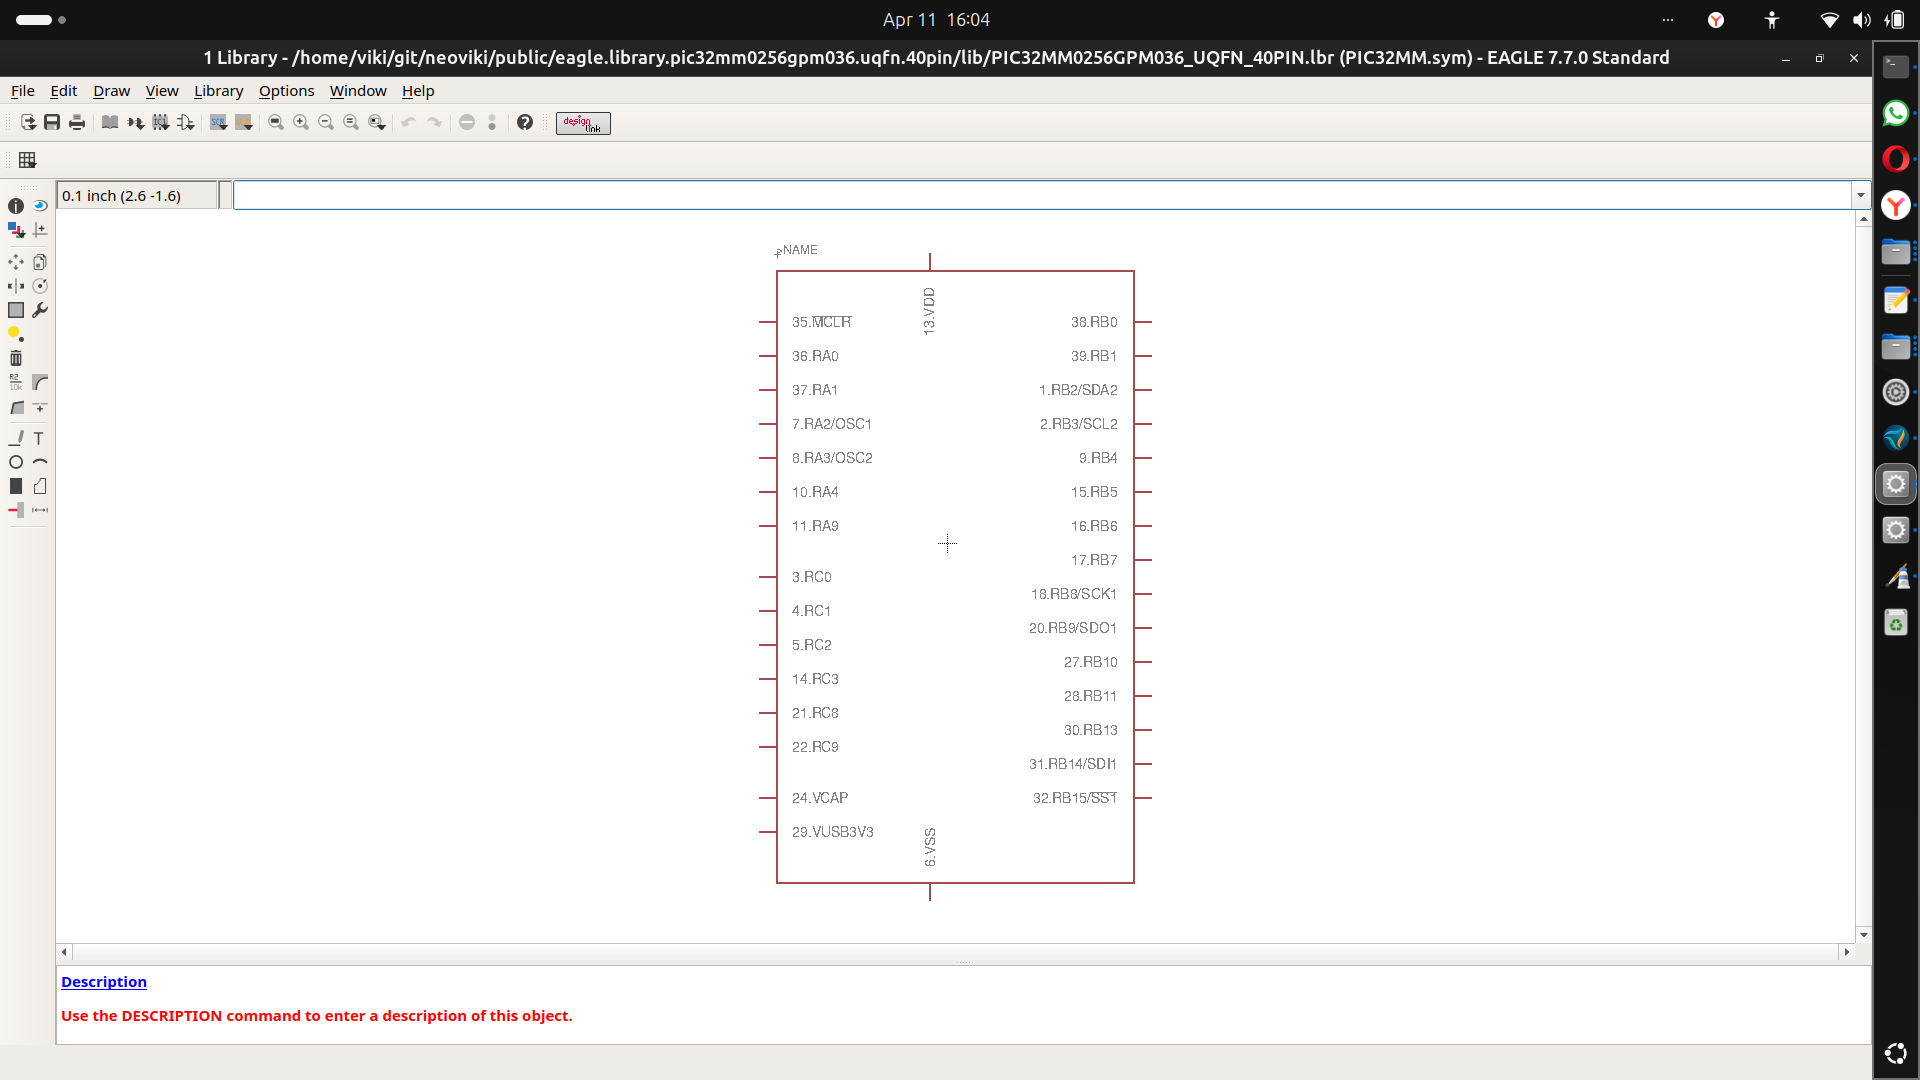 Apr 11 16:04
1 Library - /home/viki/git/neoviki/public/eagle.library.pic32mm0256gpm036.uqfn.40pin/lib/PIC32MM0256GPM036_UQFN_40PIN.lbr (PIC32MM.sym) - EAGLE 7.7.0 Standard
File Edit Draw View Library Options Window Help
design link
0.1 inch (2.6 -1.6)
>NAME
13.VDD
35.MCLR
38.RB0
36.RA0
39.RB1
37.RA1
1.RB2/SDA2
7.RA2/OSC1
2.RB3/SCL2
8.RA3/OSC2
9.RB4
10.RA4
15.RB5
11.RA9
16.RB6
17.RB7
3.RC0
18.RB8/SCK1
4.RC1
20.RB9/SDO1
5.RC2
27.RB10
14.RC3
28.RB11
21.RC8
30.RB13
22.RC9
31.RB14/SDI1
24.VCAP
32.RB15/SS1
29.VUSB3V3
6.VSS
Description
Use the DESCRIPTION command to enter a description of this object.